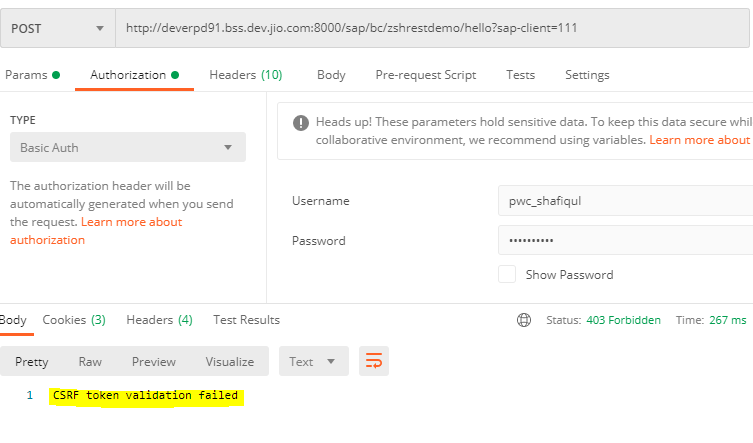 POST
http://deverpd91.bss.dev.jio.com:8000/sap/bc/zshrestdemo/hello?sap-client=111
Params Authorization Headers (10) Body Pre-request Script Tests Settings
TYPE
Basic Auth
The authorization header will be
automatically generated when you send
the request. Learn more about
authorization
Heads up! These parameters hold sensitive data. To keep this data secure whil
collaborative environment, we recommend using variables. Learn more about
Username
pwc_shafiqul
Password
••••••••••
Show Password
Body Cookies (3) Headers (4) Test Results
Status: 403 Forbidden Time: 267 ms
Pretty Raw Preview Visualize Text
1 CSRF token validation failed